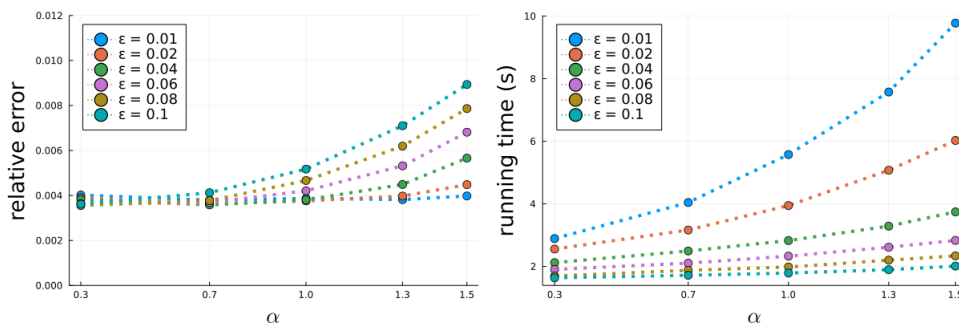 0.012
0.010
0.008
0.006
0.004
0.002
0.000
relative error
ε = 0.01
ε = 0.02
ε = 0.04
ε = 0.06
ε = 0.08
ε = 0.1
0.3 0.7 1.0 1.3 1.5
α
10
8
6
4
2
running time (s)
ε = 0.01
ε = 0.02
ε = 0.04
ε = 0.06
ε = 0.08
ε = 0.1
0.3 0.7 1.0 1.3 1.5
α